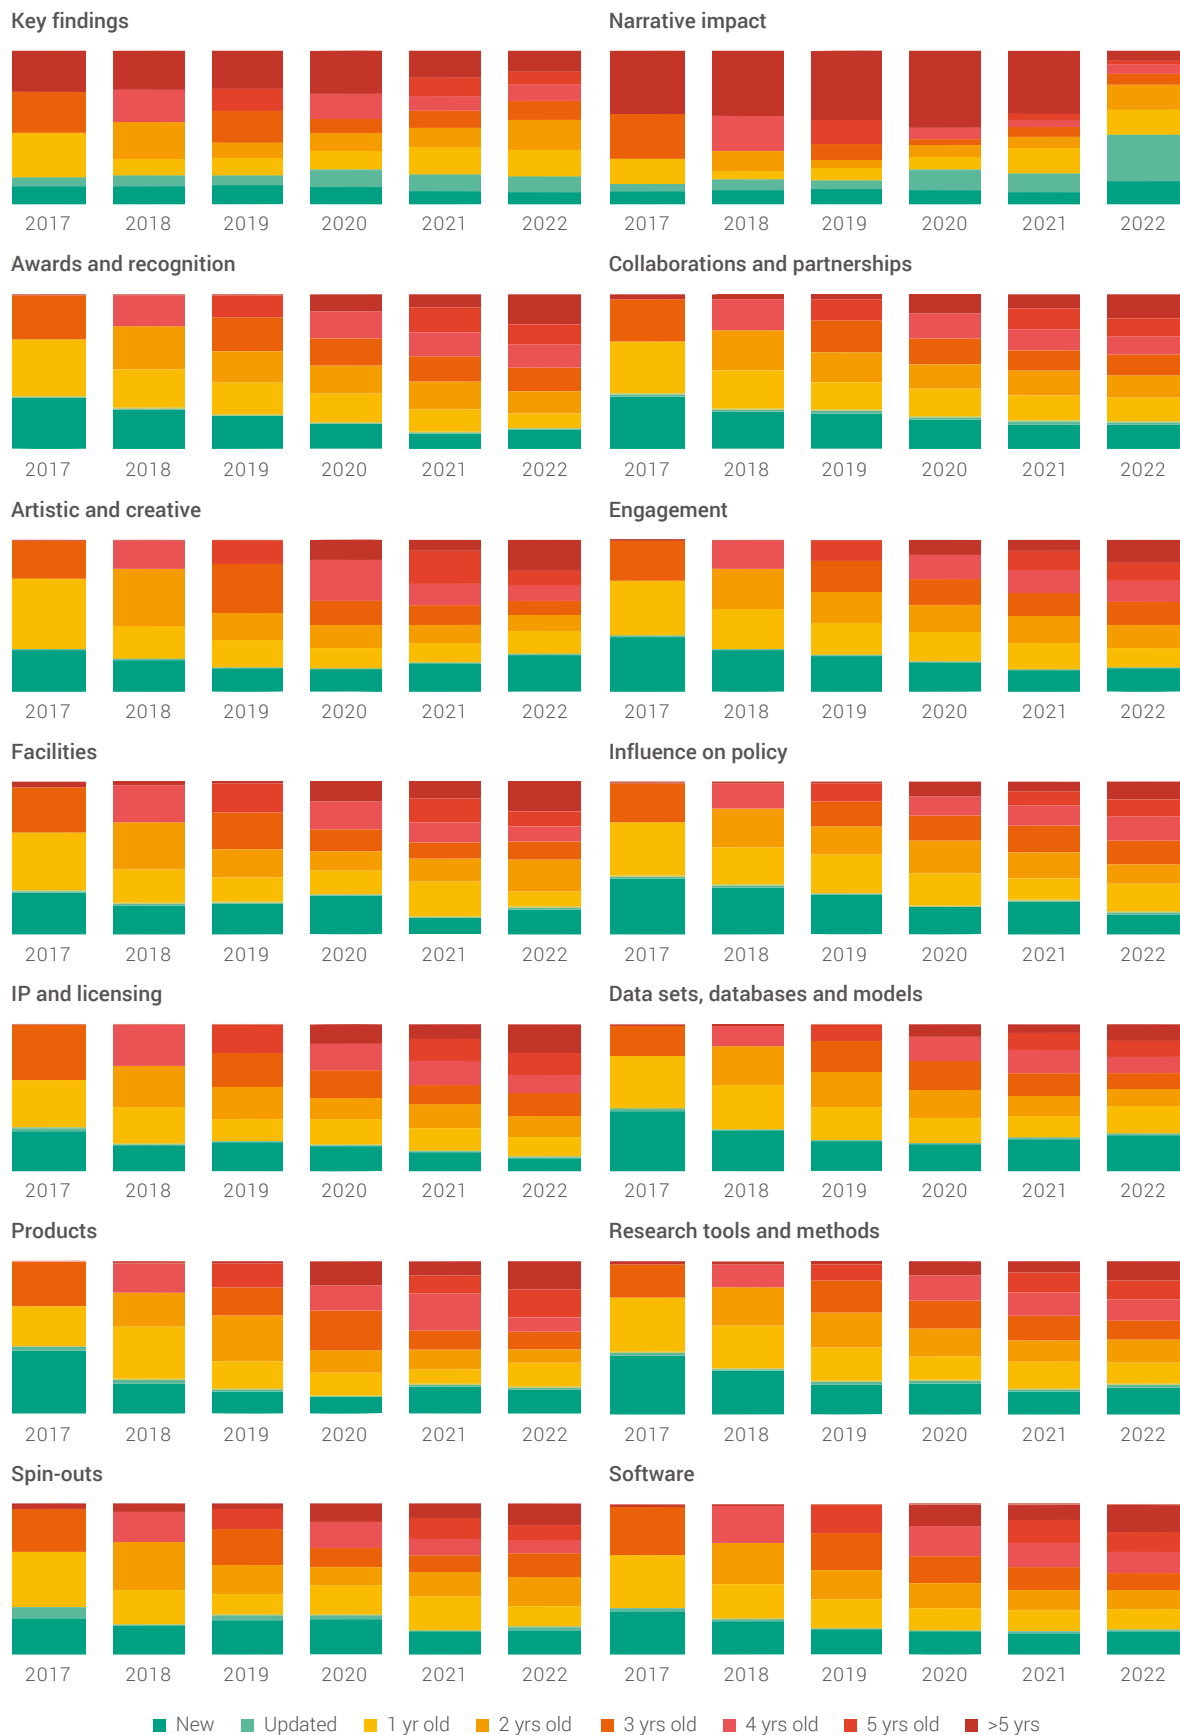 Key findings
Narrative impact
2017 2018 2019 2020 2021 2022
2017 2018 2019 2020 2021 2022
Awards and recognition
Collaborations and partnerships
2017 2018 2019 2020 2021 2022
2017 2018 2019 2020 2021 2022
Artistic and creative
Engagement
2017 2018 2019 2020 2021 2022
2017 2018 2019 2020 2021 2022
Facilities
Influence on policy
2017 2018 2019 2020 2021 2022
2017 2018 2019 2020 2021 2022
IP and licensing
Data sets, databases and models
2017 2018 2019 2020 2021 2022
2017 2018 2019 2020 2021 2022
Products
Research tools and methods
2017 2018 2019 2020 2021 2022
2017 2018 2019 2020 2021 2022
Spin-outs
Software
2017 2018 2019 2020 2021 2022
2017 2018 2019 2020 2021 2022
New Updated 1 yr old 2 yrs old 3 yrs old 4 yrs old 5 yrs old >5 yrs